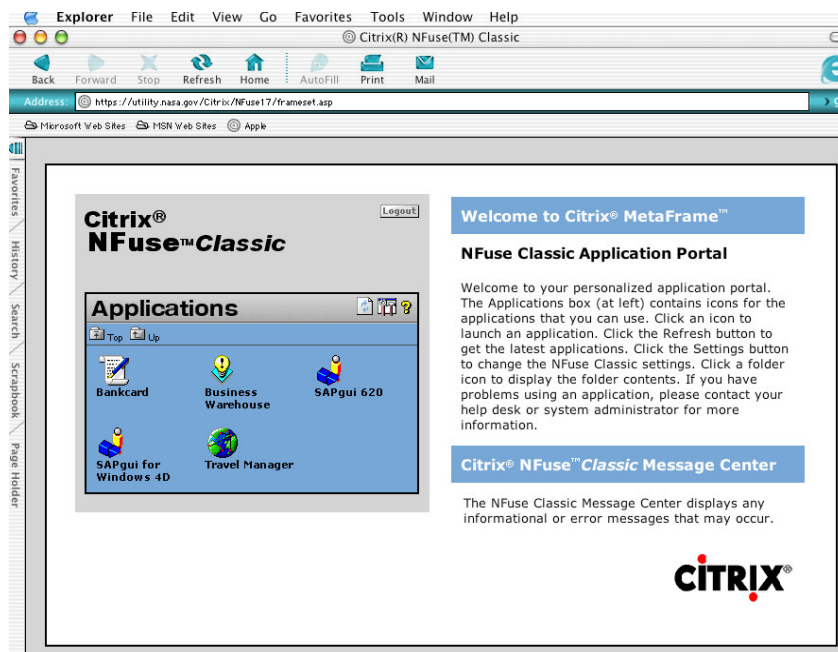 Explorer File Edit View Go Favorites Tools Window Help
Citrix(R) NFuse(TM) Classic
Back Forward Stop Refresh Home AutoFill Print Mail
Address: https://utility.nasa.gov/Citrix/NFuse17/frameset.asp
Microsoft Web Sites MSN Web Sites Apple
Favorites
History
Search
Scrapbook
Page Holder
Citrix®
NFuse™ Classic
Logout
Applications
Top Up
Bankcard
Business
Warehouse
SAPgui 620
SAPgui for
Windows 4D
Travel Manager
Welcome to Citrix® MetaFrame™
NFuse Classic Application Portal
Welcome to your personalized application portal.
The Applications box (at left) contains icons for the
applications that you can use. Click an icon to
launch an application. Click the Refresh button to
get the latest applications. Click the Settings button
to change the NFuse Classic settings. Click a folder
icon to display the folder contents. If you have
problems using an application, please contact your
help desk or system administrator for more
information.
Citrix® NFuse™ Classic Message Center
The NFuse Classic Message Center displays any
informational or error messages that may occur.
CITRIX®